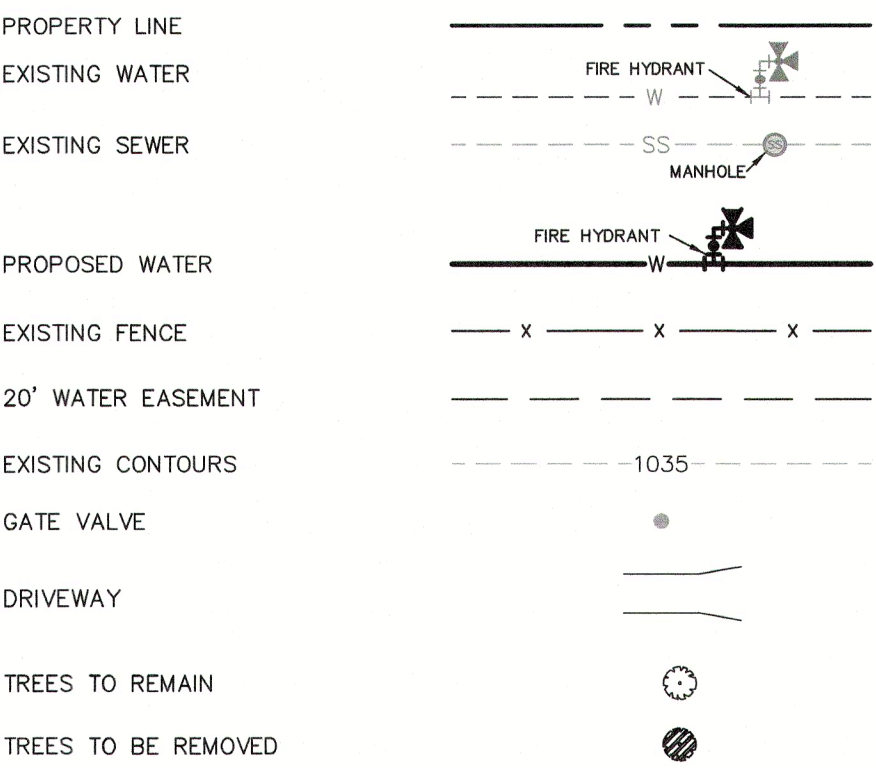 PROPERTY LINE
EXISTING WATER
FIRE HYDRANT
W
EXISTING SEWER
SS
SS
MANHOLE
PROPOSED WATER
FIRE HYDRANT
W
EXISTING FENCE
X X X
20' WATER EASEMENT
EXISTING CONTOURS
1035
GATE VALVE
DRIVEWAY
TREES TO REMAIN
TREES TO BE REMOVED